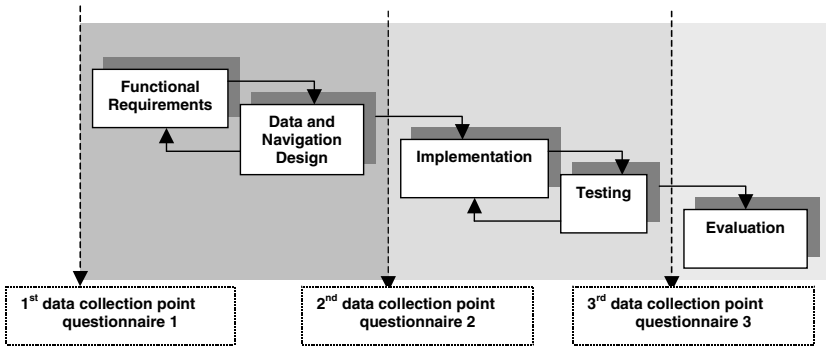 Functional
Requirements
Data and
Navigation
Design
Implementation
Testing
Evaluation
1st data collection point
questionnaire 1
2nd data collection point
questionnaire 2
3rd data collection point
questionnaire 3